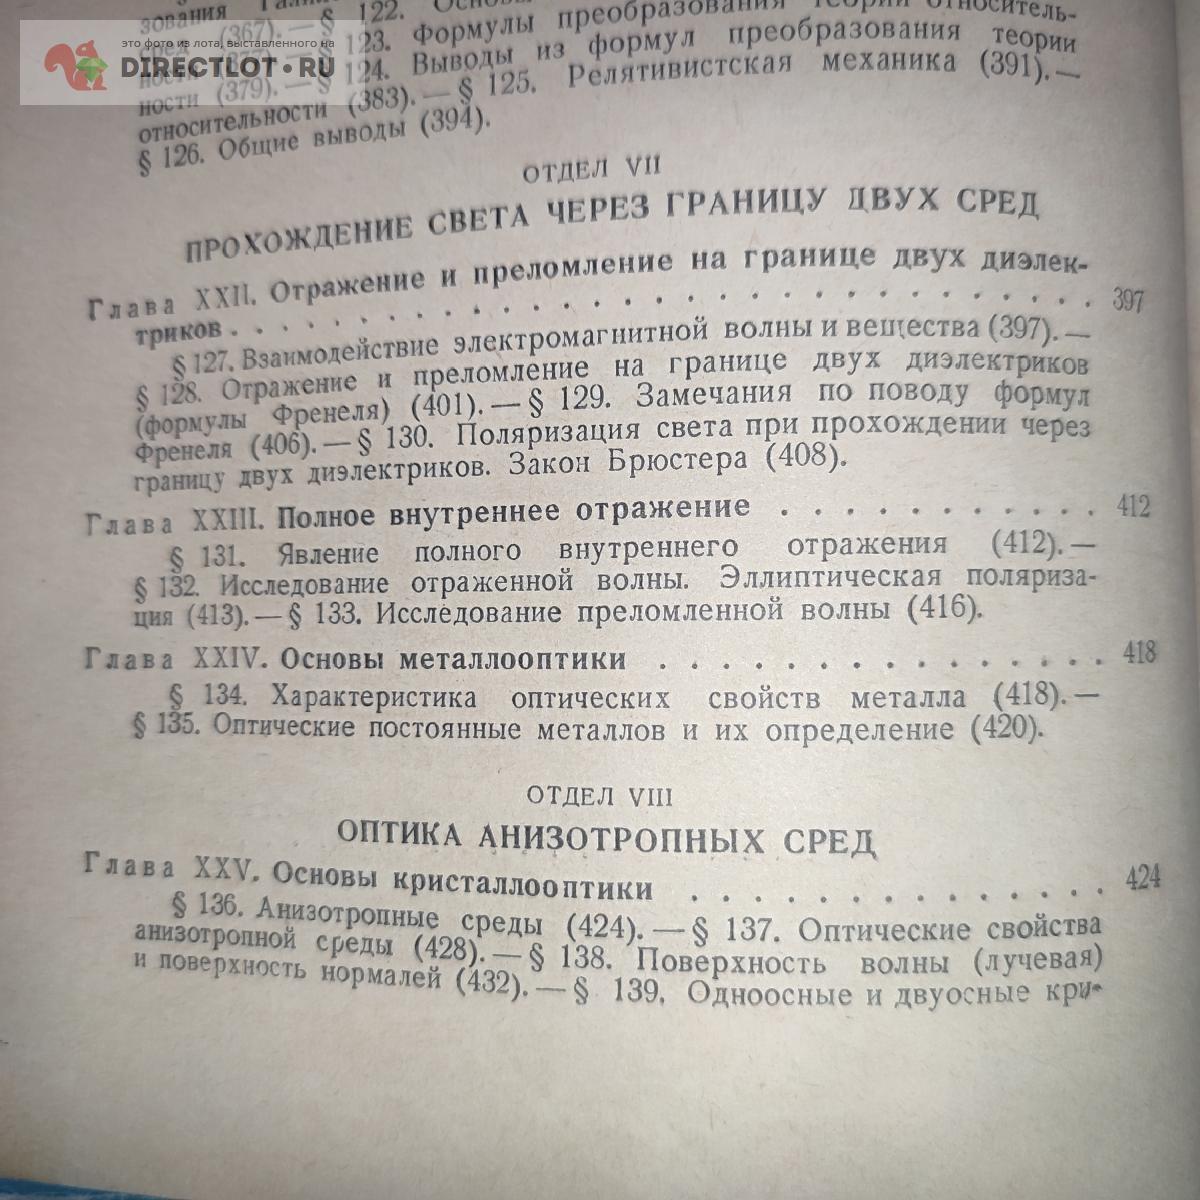 это фото из лота, выставленного на
DIRECTLOT.RU
зования
(367). — § 122.
§ 123. Формулы преобразования теории относитель-
ности (379). — § 124. Выводы из формул преобразования теории
относительности (383). — § 125. Релятивистская механика (391). —
§ 126. Общие выводы (394).
ОТДЕЛ VII
ПРОХОЖДЕНИЕ СВЕТА ЧЕРЕЗ ГРАНИЦУ ДВУХ СРЕД
Глава XXII. Отражение и преломление на границе двух диэлек-
триков . . . . . . . . . . . . . . . . . . . . . 397
§ 127. Взаимодействие электромагнитной волны и вещества (397). —
§ 128. Отражение и преломление на границе двух диэлектриков
(формулы Френеля) (401). — § 129. Замечания по поводу формул
Френеля (406). — § 130. Поляризация света при прохождении через
границу двух диэлектриков. Закон Брюстера (408).
Глава XXIII. Полное внутреннее отражение . . . . . . . . . . . 412
§ 131. Явление полного внутреннего отражения (412). —
§ 132. Исследование отраженной волны. Эллиптическая поляриза-
ция (413). — § 133. Исследование преломленной волны (416).
Глава XXIV. Основы металлооптики . . . . . . . . . . . . . . 418
§ 134. Характеристика оптических свойств металла (418). —
§ 135. Оптические постоянные металлов и их определение (420).
ОТДЕЛ VIII
ОПТИКА АНИЗОТРОПНЫХ СРЕД
Глава XXV. Основы кристаллооптики . . . . . . . . . . . . . 424
§ 136. Анизотропные среды (424). — § 137. Оптические свойства
анизотропной среды (428). — § 138. Поверхность волны (лучевая)
и поверхность нормалей (432). — § 139. Одноосные и двуосные кри-